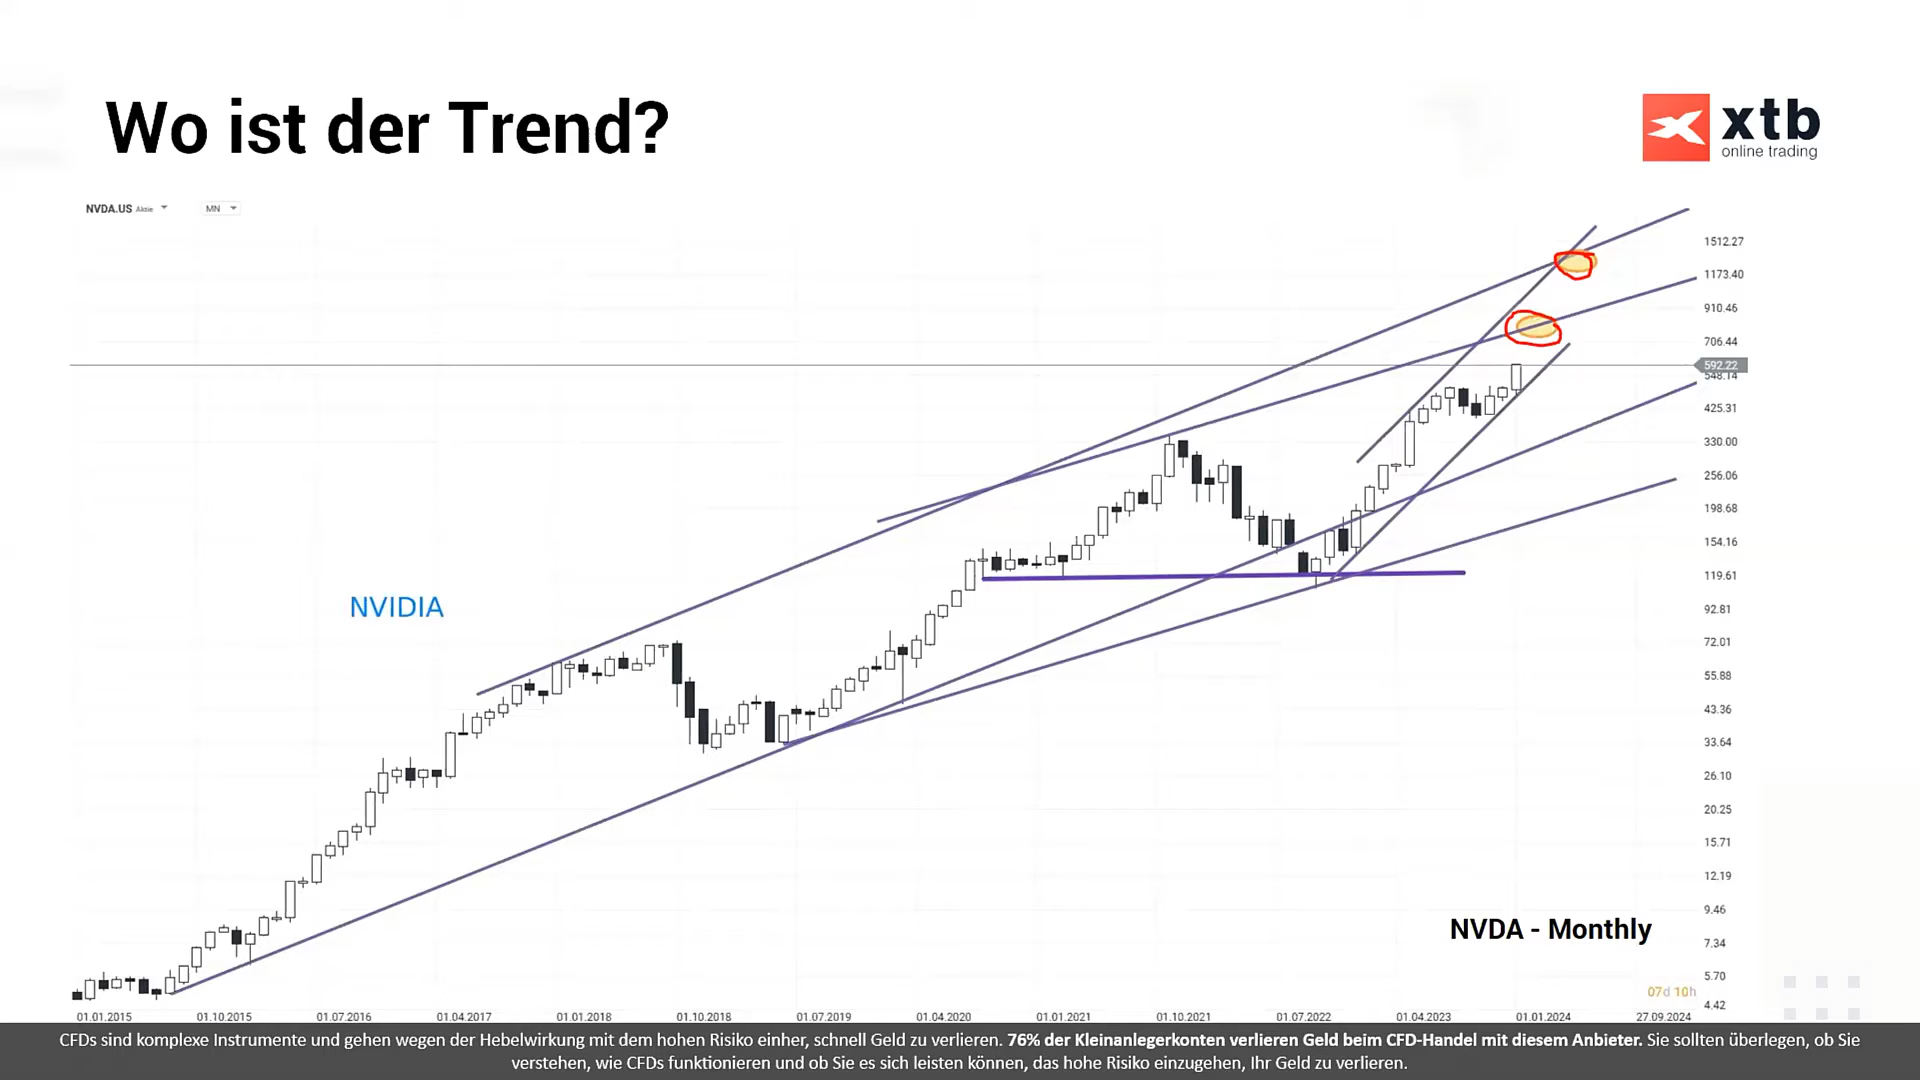 Wo ist der Trend?
xtb
online trading
NVDA.US Aktie MN
1512.27
1173.40
910.46
706.44
592.22
548.14
425.31
330.00
256.06
198.68
154.16
119.61
92.81
72.01
55.88
43.36
33.64
26.10
20.25
15.71
12.19
9.46
7.34
5.70
4.42
NVIDIA
NVDA - Monthly
07d 10h
01.01.2015 01.10.2015 01.07.2016 01.04.2017 01.01.2018 01.10.2018 01.07.2019 01.04.2020 01.01.2021 01.10.2021 01.07.2022 01.04.2023 01.01.2024 27.09.2024
CFDs sind komplexe Instrumente und gehen wegen der Hebelwirkung mit dem hohen Risiko einher, schnell Geld zu verlieren. 76% der Kleinanlegerkonten verlieren Geld beim CFD-Handel mit diesem Anbieter. Sie sollten überlegen, ob Sie
verstehen, wie CFDs funktionieren und ob Sie es sich leisten können, das hohe Risiko einzugehen, Ihr Geld zu verlieren.